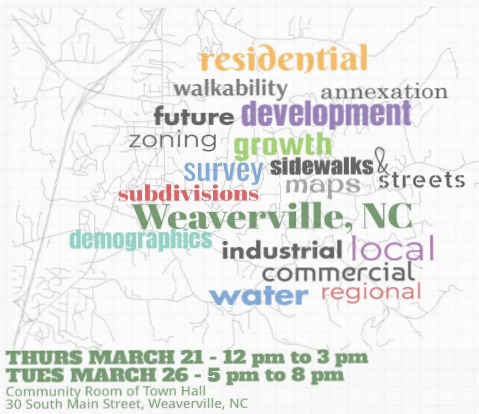 residential
walkability annexation
future development
zoning growth
survey sidewalks &
maps streets
subdivisions
Weaverville, NC
demographics
industrial local
commercial
water regional
THURS MARCH 21 - 12 pm to 3 pm
TUES MARCH 26 - 5 pm to 8 pm
Community Room of Town Hall
30 South Main Street, Weaverville, NC